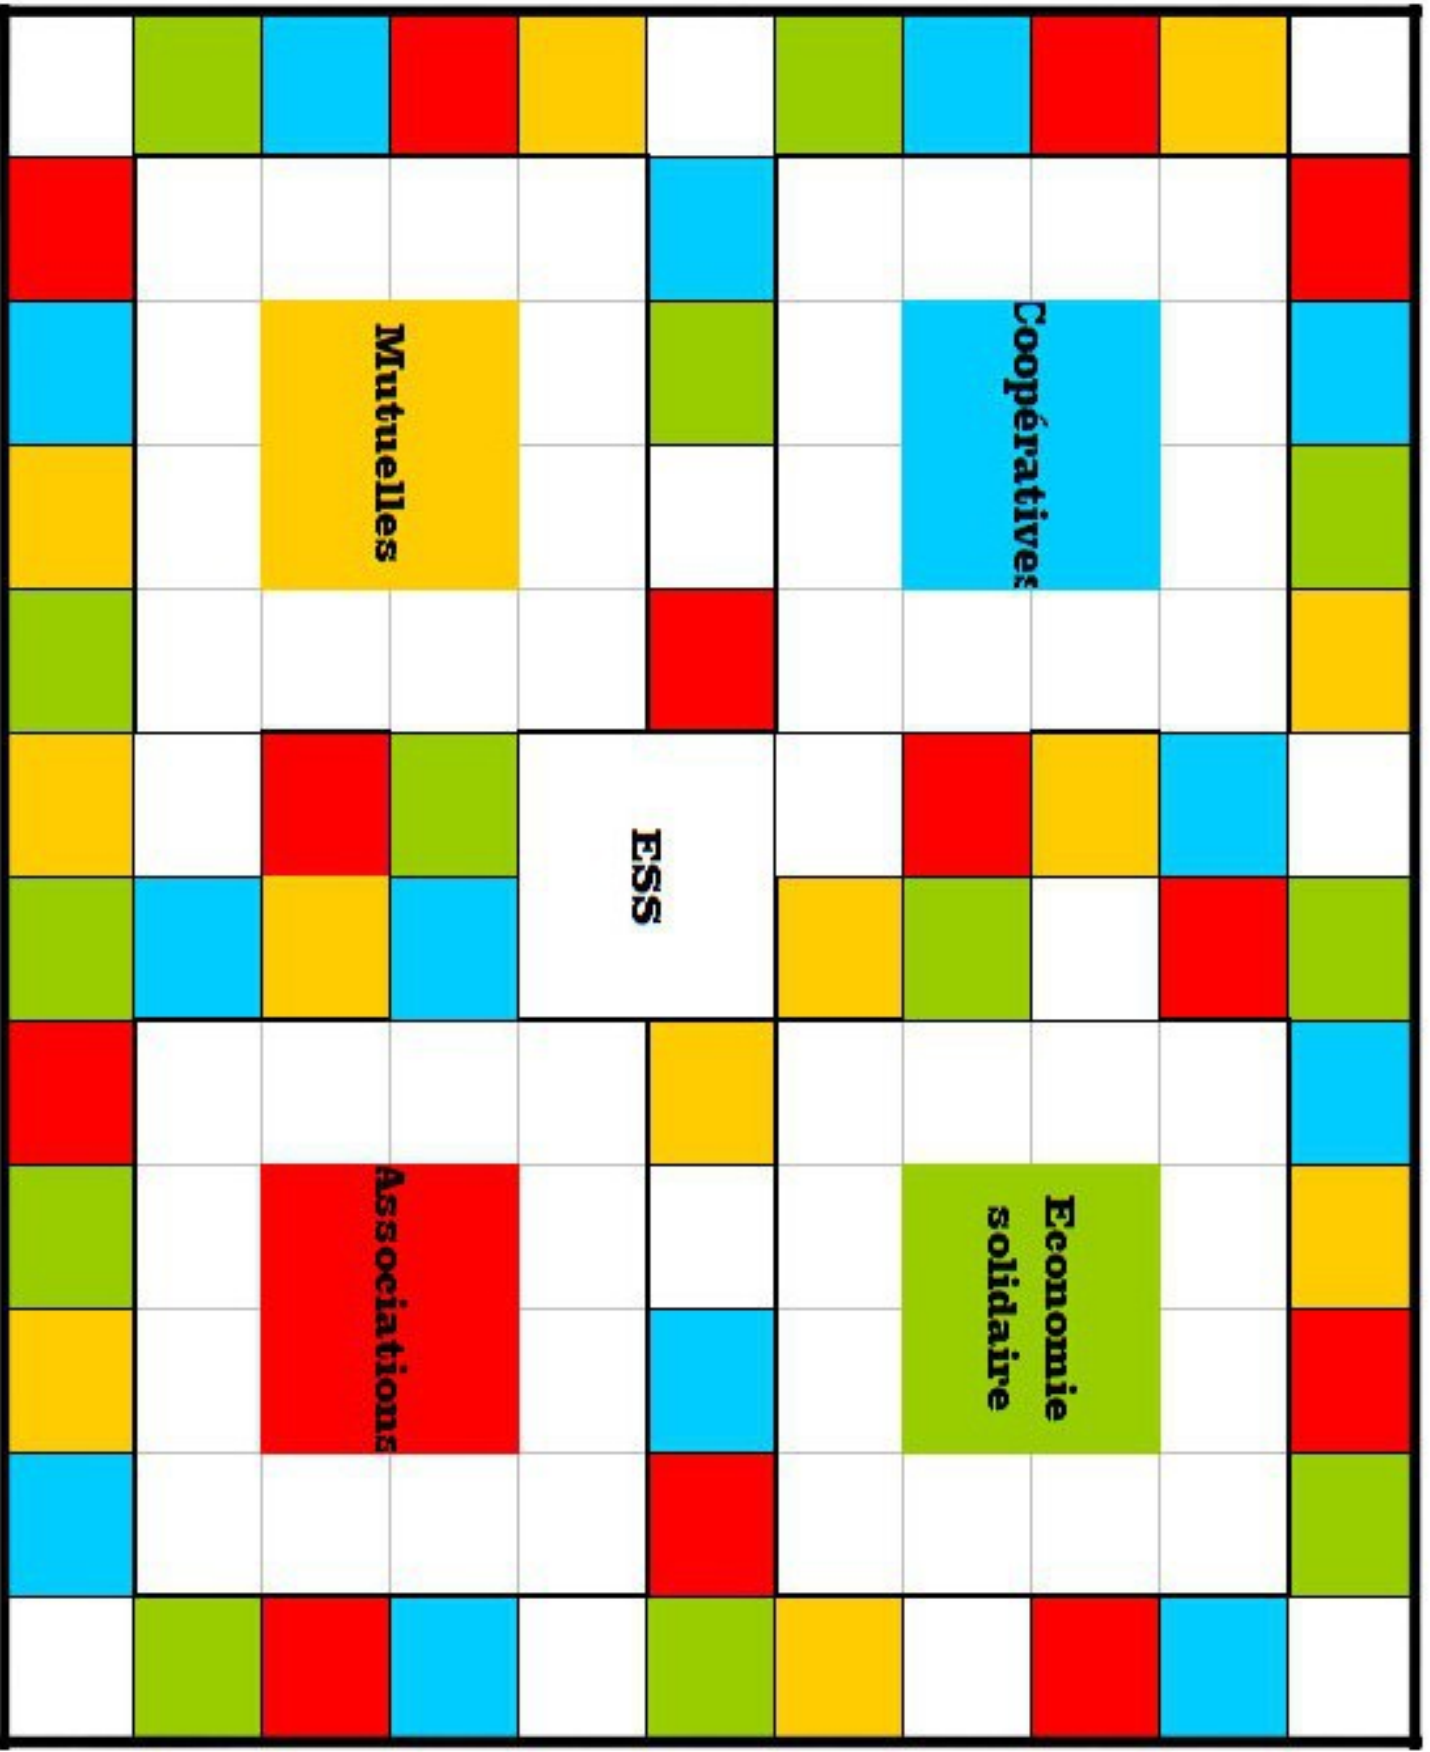 Mutuelles
Coopératives
ESS
Associations
Economie
solidaire